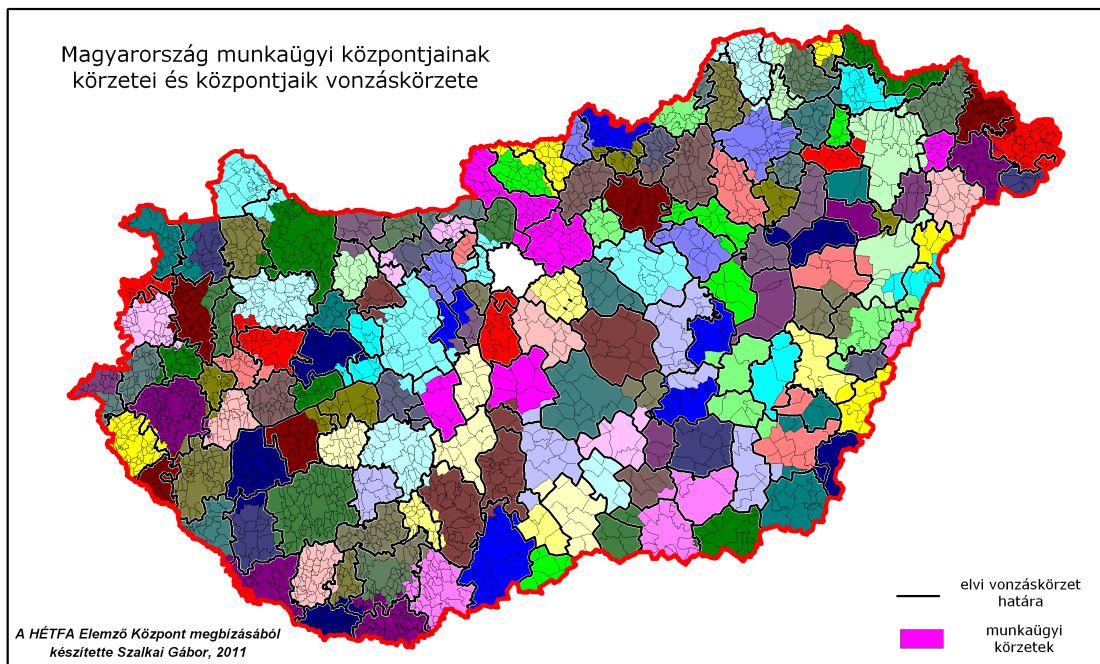 Magyarország munkaügyi központjainak
körzetei és központjaik vonzáskörzete
elvi vonzáskörzet
határa
munkaügyi
körzetek
A HÉTFA Elemző Központ megbízásából
készítette Szalkai Gábor, 2011